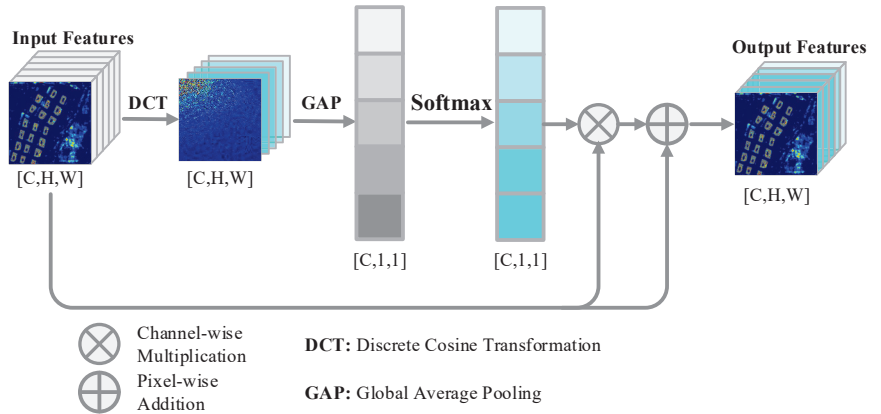 Input Features
DCT
GAP
Softmax
Output Features
[C,H,W]
[C,H,W]
[C,1,1]
[C,1,1]
[C,H,W]
Channel-wise
Multiplication
DCT: Discrete Cosine Transformation
Pixel-wise
Addition
GAP: Global Average Pooling